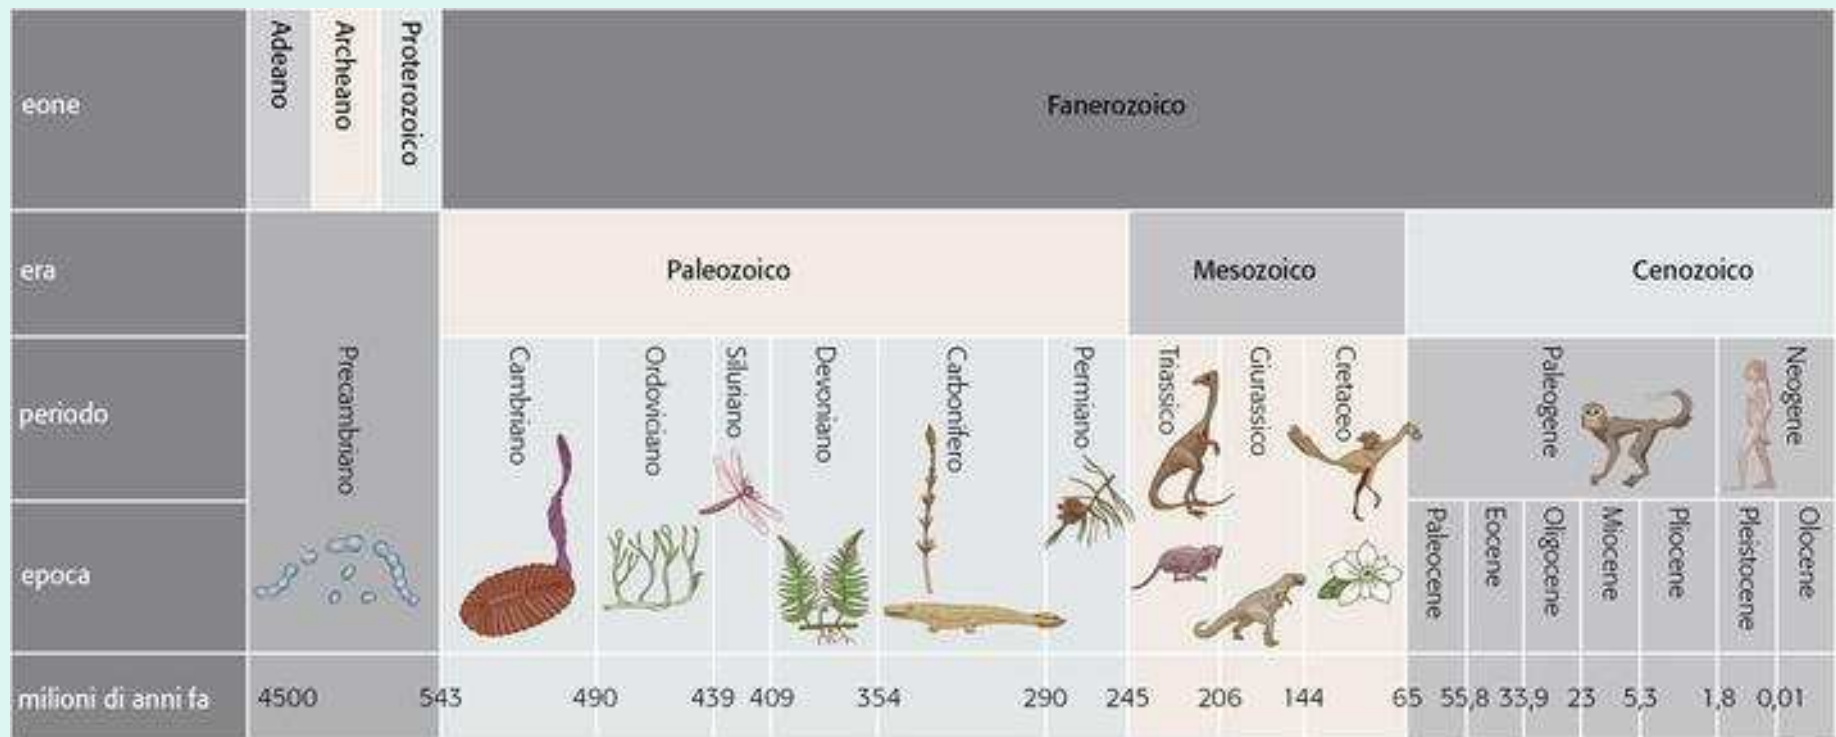 eone
Adeano
Archeano
Proterozoico
Fanerozoico
era
Paleozoico
Mesozoico
Cenozoico
periodo
Precambriano
Cambriano
Ordoviciano
Siluriano
Devoniano
Carbonifero
Permiano
Triassico
Giurassico
Cretaceo
Paleogene
Neogene
epoca
Paleocene
Eocene
Oligocene
Miocene
Pliocene
Pleistocene
Olocene
milioni di anni fa 4500 543 490 439 409 354 290 245 206 144 65 55,8 33,9 23 5,3 1,8 0,01